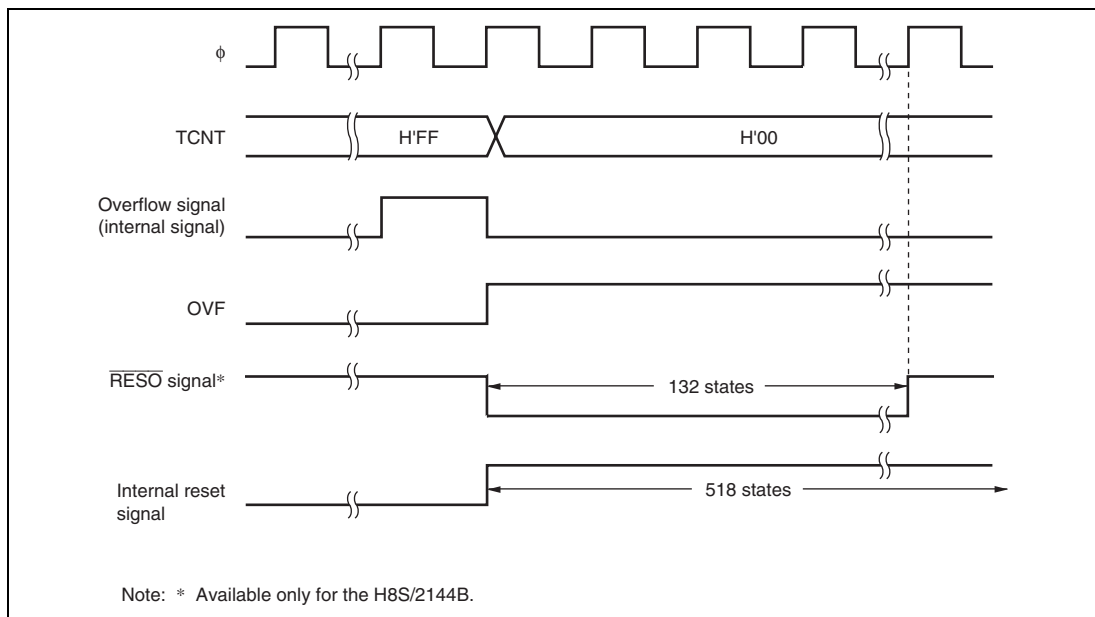 ϕ
TCNT
H'FF
H'00
Overflow signal
(internal signal)
OVF
RESO signal*
132 states
Internal reset
signal
518 states
Note: * Available only for the H8S/2144B.